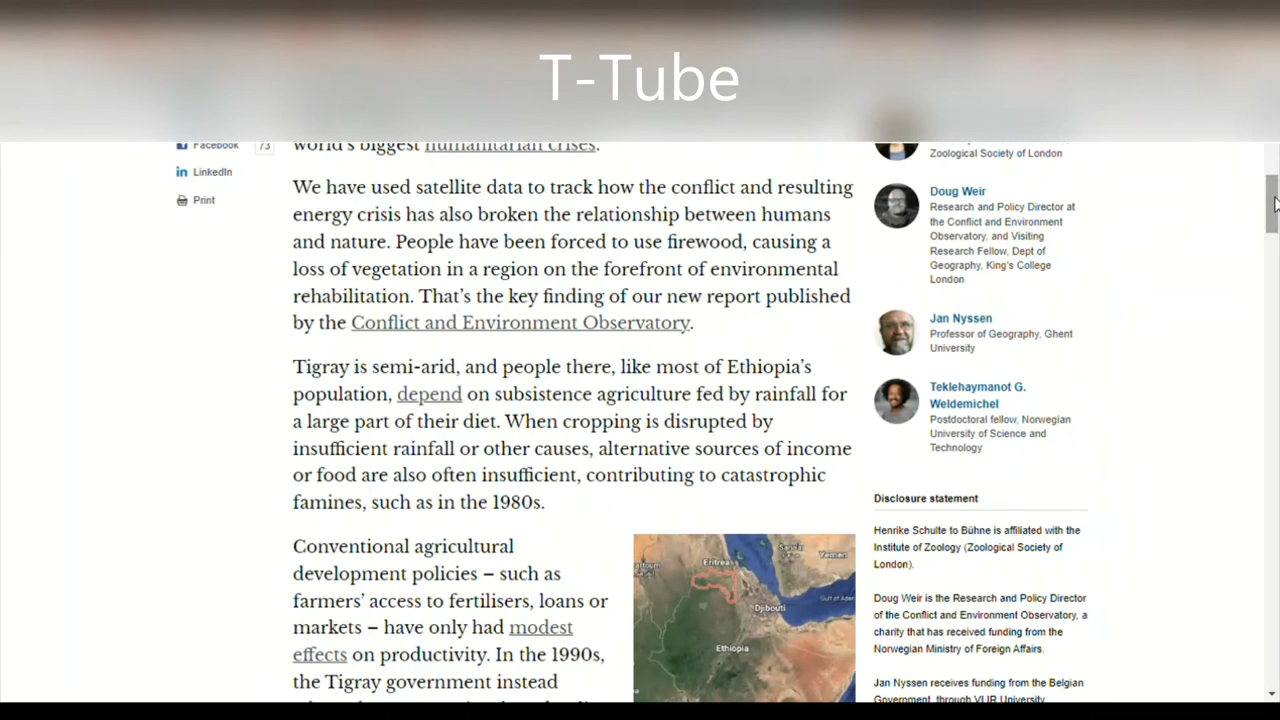 T-Tube
Facebook 73
LinkedIn
Print
world's biggest humanitarian crises.
We have used satellite data to track how the conflict and resulting
energy crisis has also broken the relationship between humans
and nature. People have been forced to use firewood, causing a
loss of vegetation in a region on the forefront of environmental
rehabilitation. That's the key finding of our new report published
by the Conflict and Environment Observatory.
Tigray is semi-arid, and people there, like most of Ethiopia's
population, depend on subsistence agriculture fed by rainfall for
a large part of their diet. When cropping is disrupted by
insufficient rainfall or other causes, alternative sources of income
or food are also often insufficient, contributing to catastrophic
famines, such as in the 1980s.
Conventional agricultural
development policies – such as
farmers' access to fertilisers, loans or
markets – have only had modest
effects on productivity. In the 1990s,
the Tigray government instead
Eritrea
Yemen
Gulf of Aden
Djibouti
Ethiopia
Zoological Society of London
Doug Weir
Research and Policy Director at
the Conflict and Environment
Observatory, and Visiting
Research Fellow, Dept of
Geography, King's College
London
Jan Nyssen
Professor of Geography, Ghent
University
Teklehaymanot G.
Weldemichel
Postdoctoral fellow, Norwegian
University of Science and
Technology
Disclosure statement
Henrike Schulte to Bühne is affiliated with the
Institute of Zoology (Zoological Society of
London).
Doug Weir is the Research and Policy Director
of the Conflict and Environment Observatory, a
charity that has received funding from the
Norwegian Ministry of Foreign Affairs.
Jan Nyssen receives funding from the Belgian
Government, through VLIR University